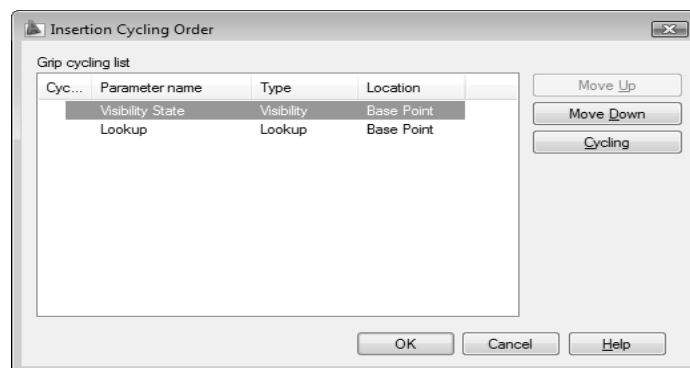 Insertion Cycling Order
Grip cycling list
Cyc... Parameter name Type Location
Visibility State Visibility Base Point
Lookup Lookup Base Point
Move Up
Move Down
Cycling
OK Cancel Help